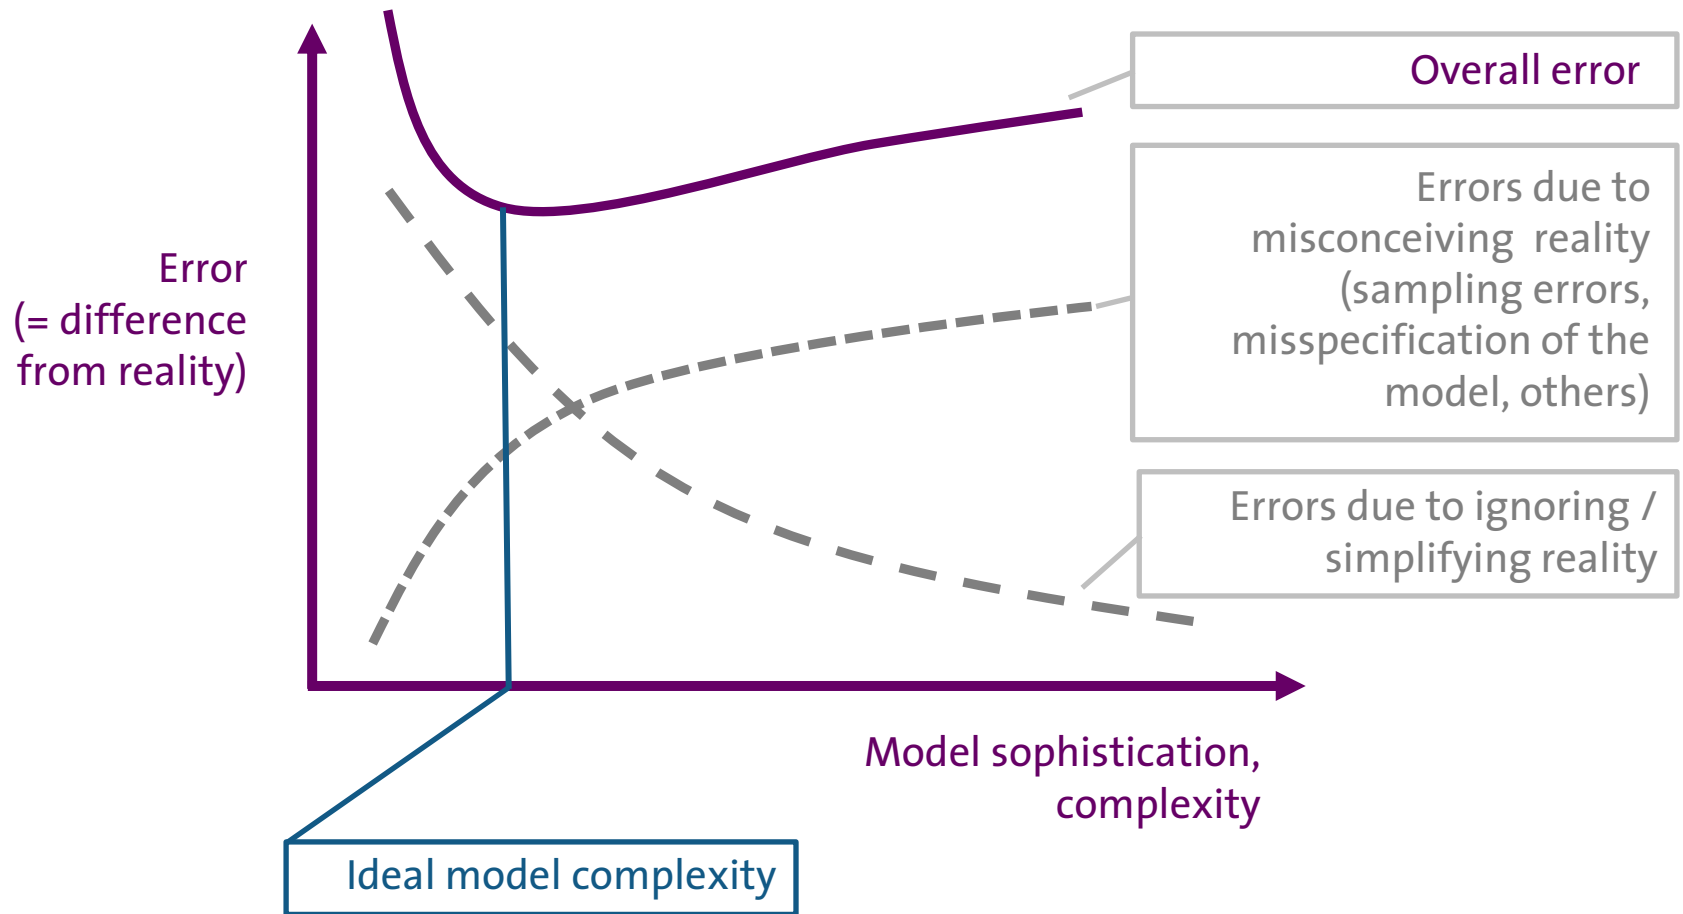 Overall error
Errors due to
misconceiving reality
(sampling errors,
misspecification of the
model, others)
Error
(= difference
from reality)
Errors due to ignoring /
simplifying reality
Model sophistication,
complexity
Ideal model complexity